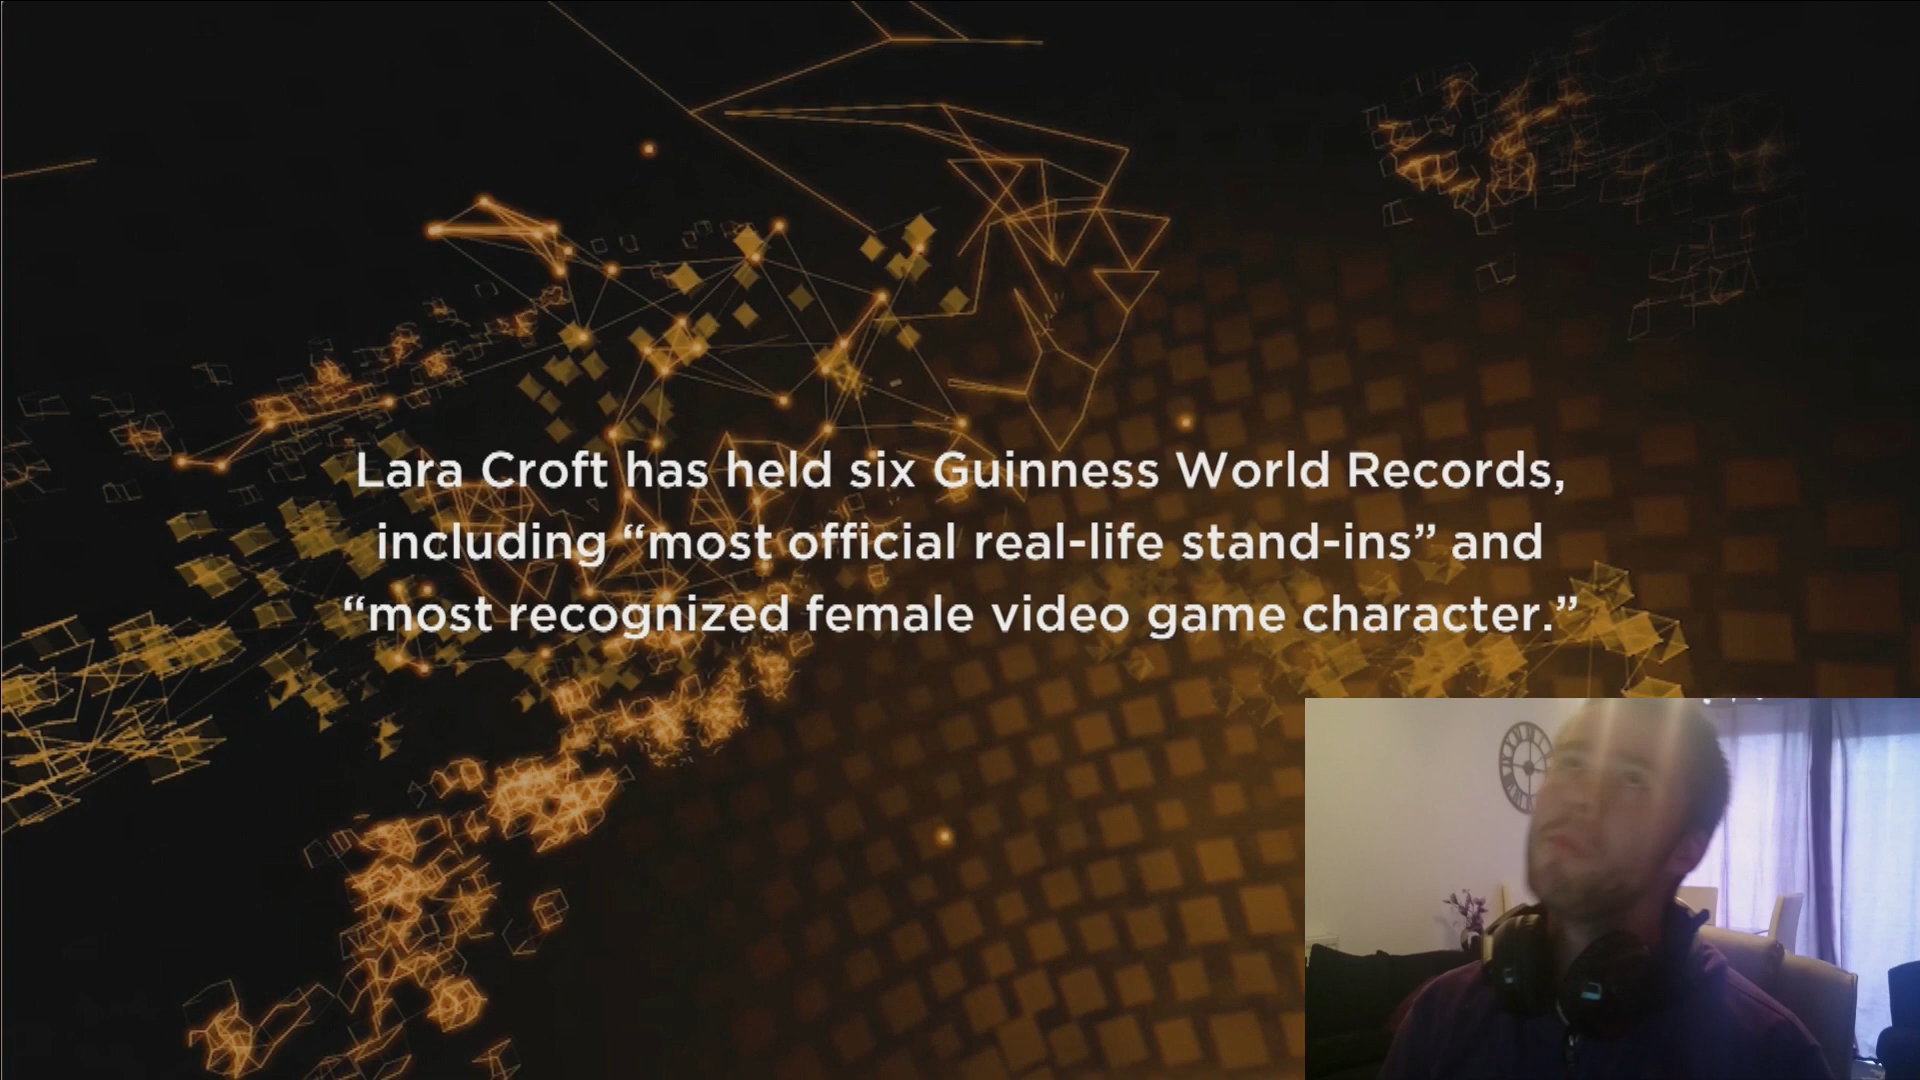 Lara Croft has held six Guinness World Records,
including “most official real-life stand-ins” and
“most recognized female video game character.”